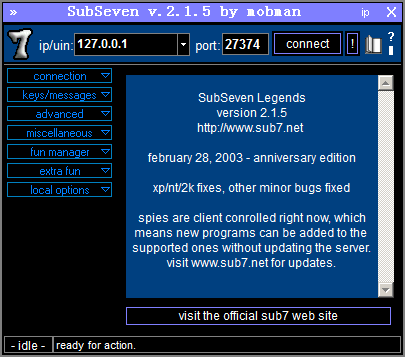 » SubSeven v.2.1.5 by mobman ip X
7 ip/uin: 127.0.0.1 port: 27374 connect ! ?
connection
keys/messages
advanced
miscellaneous
fun manager
extra fun
local options
SubSeven Legends
version 2.1.5
http://www.sub7.net
february 28, 2003 - anniversary edition
xp/nt/2k fixes, other minor bugs fixed
spies are client conrolled right now, which
means new programs can be added to the
supported ones without updating the server.
visit www.sub7.net for updates.
visit the official sub7 web site
- idle - ready for action.